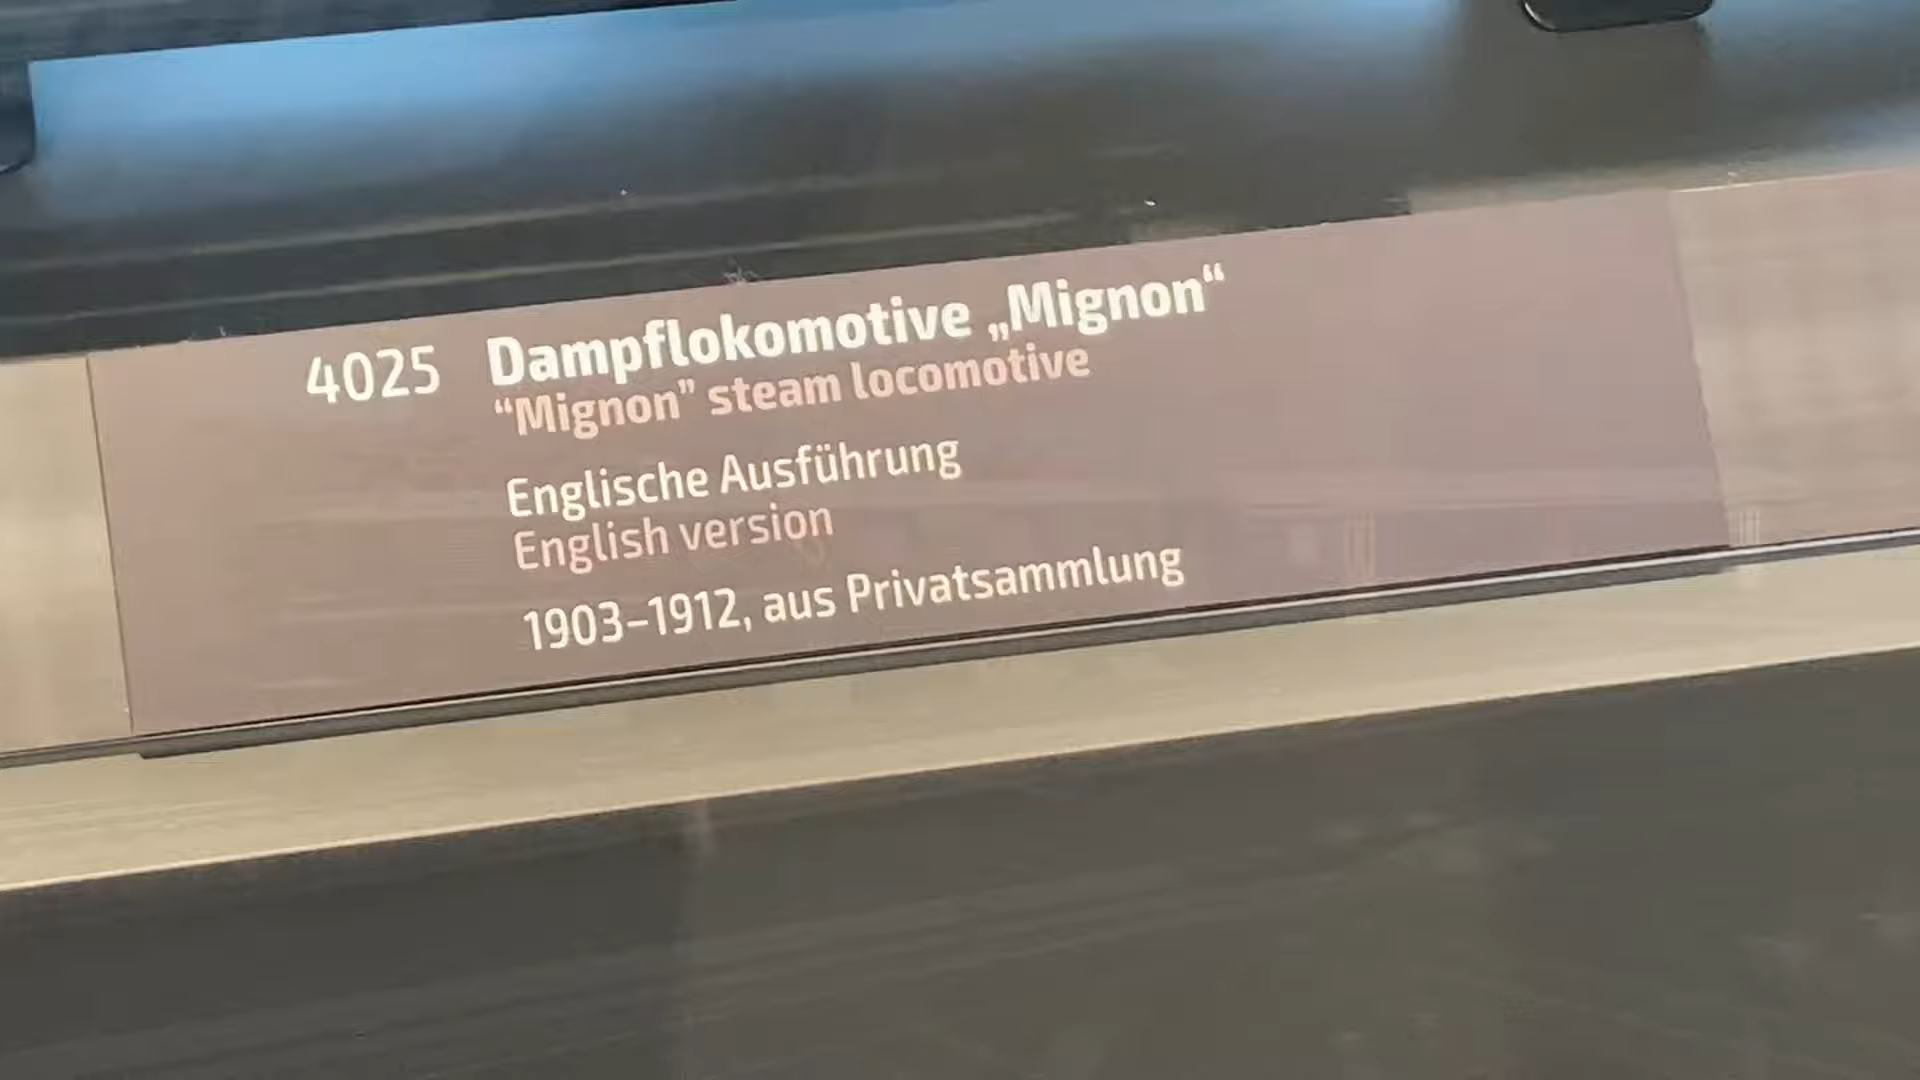 4025 Dampflokomotive „Mignon“
“Mignon” steam locomotive
Englische Ausführung
English version
1903–1912, aus Privatsammlung